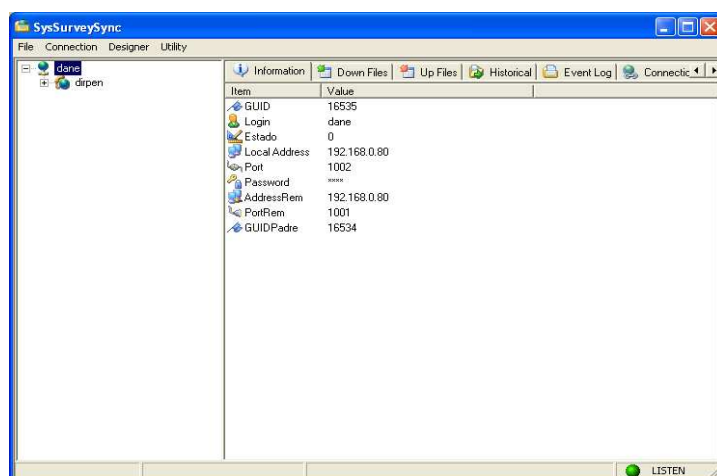 SysSurveySync
File Connection Designer Utility
dane
dirpen
Information Down Files Up Files Historical Event Log Connectic
Item Value
GUID 16535
Login dane
Estado 0
Local Address 192.168.0.80
Port 1002
Password ****
AddressRem 192.168.0.80
PortRem 1001
GUIDPadre 16534
LISTEN